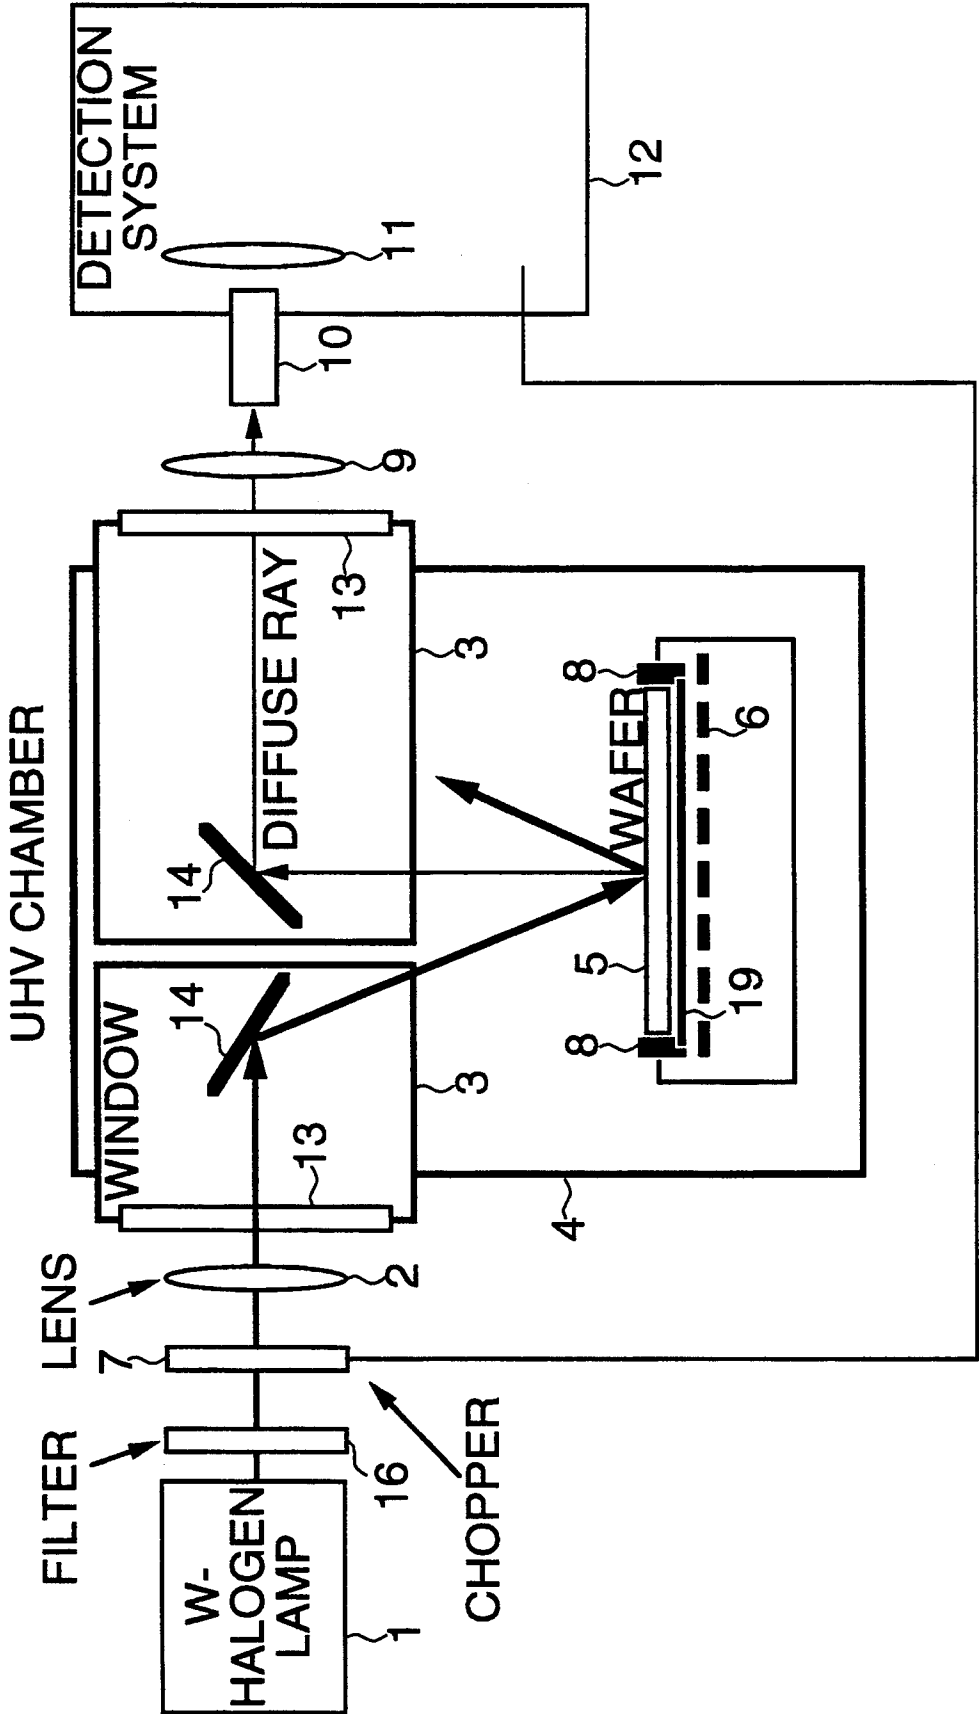 UHV CHAMBER
DETECTION
SYSTEM
11
12
10
9
13
DIFFUSE RAY
3
14
WAFER
8
6
5
19
8
WINDOW
14
3
13
4
LENS
2
7
FILTER
16
CHOPPER
W-
HALOGEN
LAMP
1